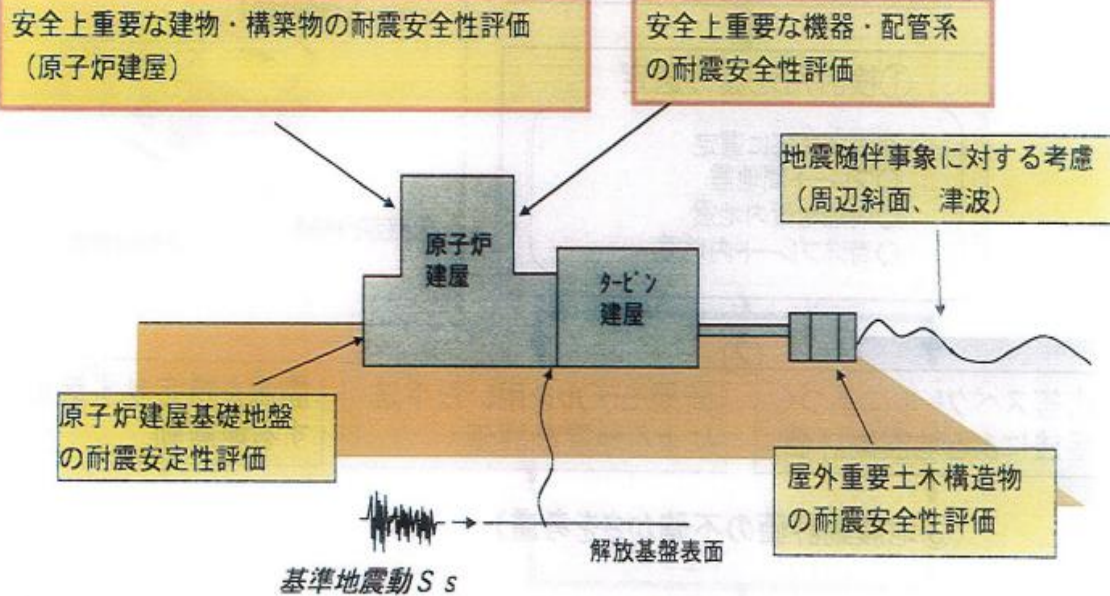 安全上重要な建物・構築物の耐震安全性評価
（原子炉建屋）
安全上重要な機器・配管系
の耐震安全性評価
地震随伴事象に対する考慮
（周辺斜面、津波）
原子炉
建屋
ﾀｰﾋﾞﾝ
建屋
原子炉建屋基礎地盤
の耐震安定性評価
屋外重要土木構造物
の耐震安全性評価
解放基盤表面
基準地震動Ｓｓ